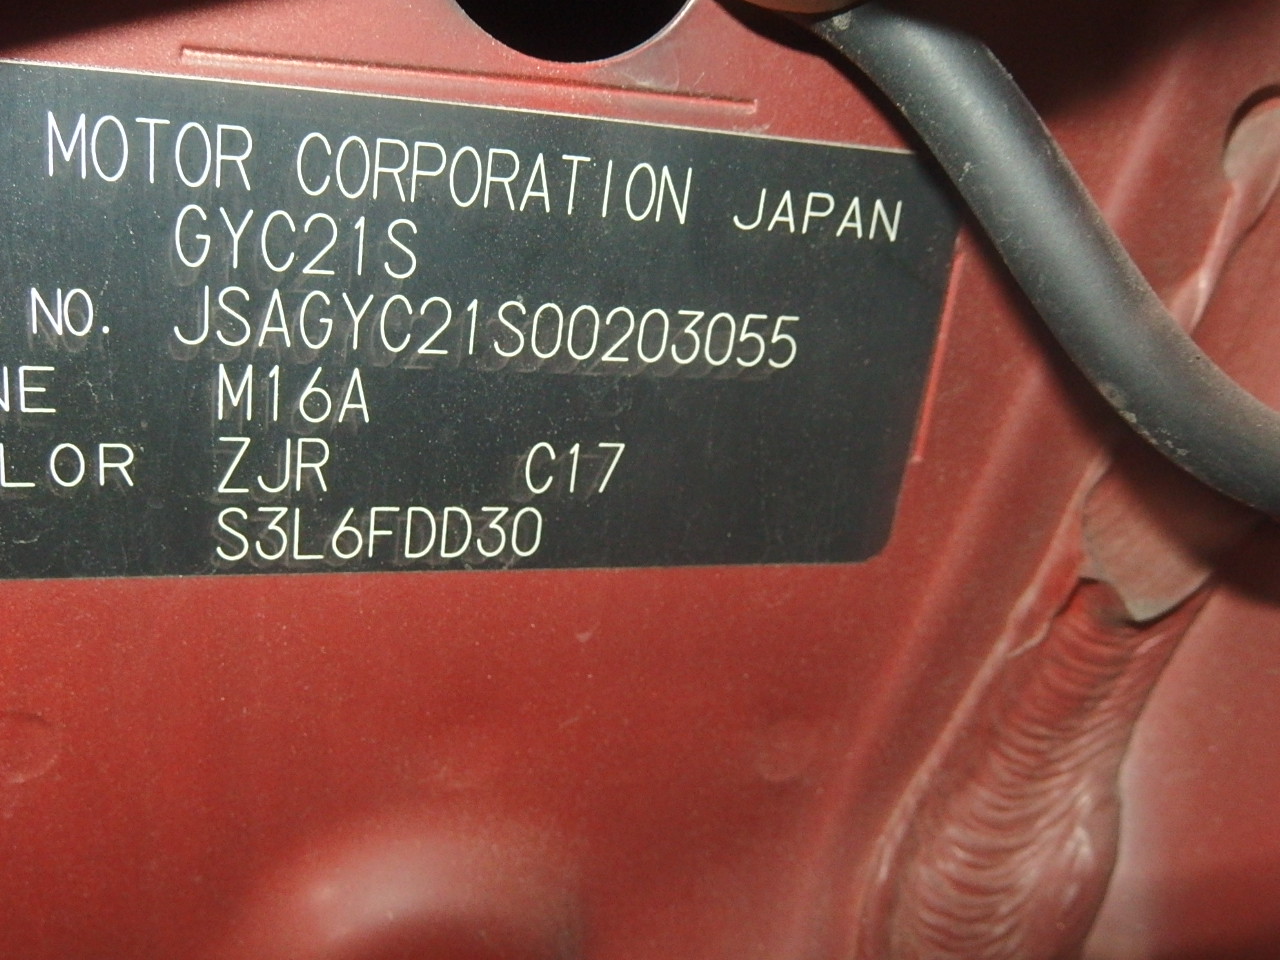 MOTOR CORPORATION JAPAN
GYC21S
NO. JSAGYC21S00203055
NE M16A
LOR ZJR C17
S3L6FDD30